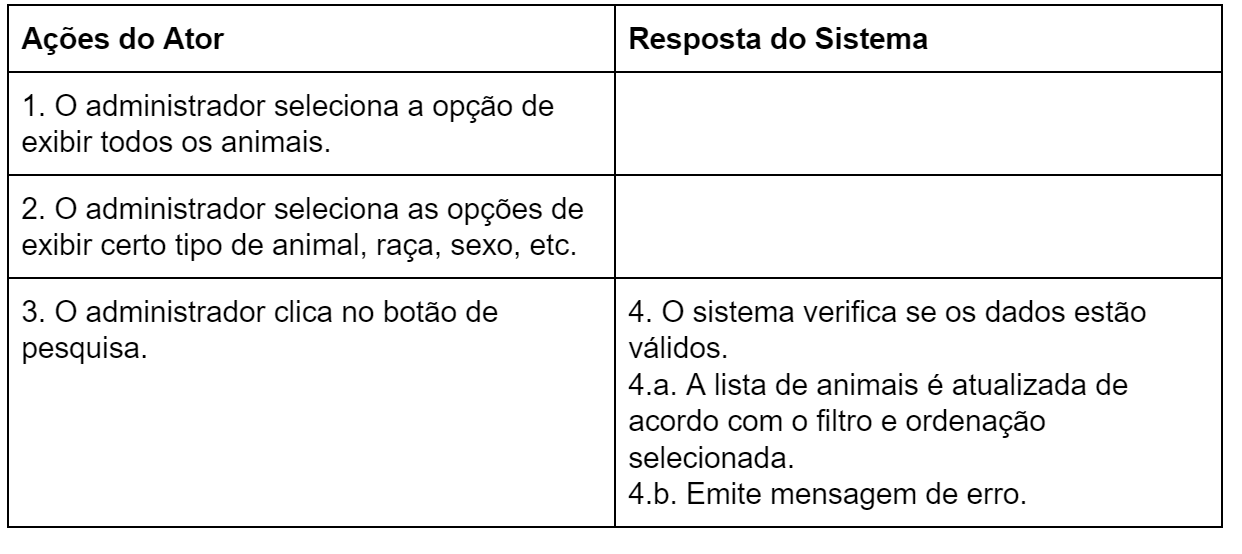 Ações do Ator
Resposta do Sistema
1. O administrador seleciona a opção de
exibir todos os animais.
2. O administrador seleciona as opções de
exibir certo tipo de animal, raça, sexo, etc.
3. O administrador clica no botão de
pesquisa.
4. O sistema verifica se os dados estão
válidos.
4.a. A lista de animais é atualizada de
acordo com o filtro e ordenação
selecionada.
4.b. Emite mensagem de erro.